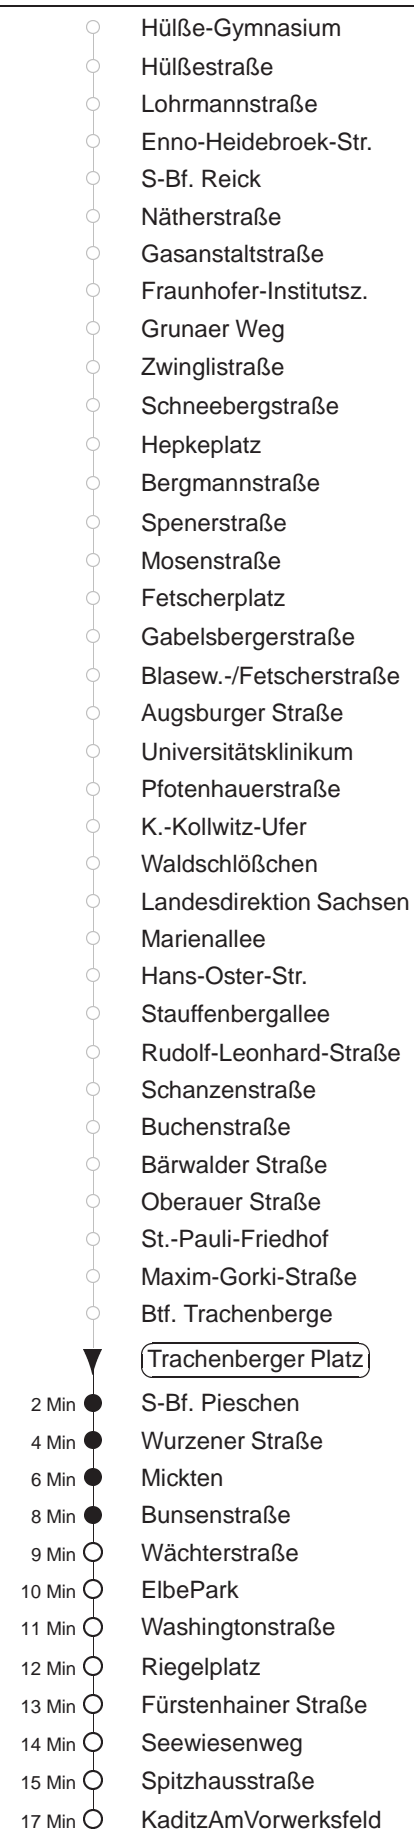 Hülße-Gymnasium
Hülßestraße
Lohrmannstraße
Enno-Heidebroek-Str.
S-Bf. Reick
Nätherstraße
Gasanstaltstraße
Fraunhofer-Institutsz.
Grunaer Weg
Zwinglistraße
Schneebergstraße
Hepkeplatz
Bergmannstraße
Spenerstraße
Mosenstraße
Fetscherplatz
Gabelsbergerstraße
Blasew.-/Fetscherstraße
Augsburger Straße
Universitätsklinikum
Pfotenhauerstraße
K.-Kollwitz-Ufer
Waldschlößchen
Landesdirektion Sachsen
Marienallee
Hans-Oster-Str.
Stauffenbergallee
Rudolf-Leonhard-Straße
Schanzenstraße
Buchenstraße
Bärwalder Straße
Oberauer Straße
St.-Pauli-Friedhof
Maxim-Gorki-Straße
Btf. Trachenberge
Trachenberger Platz
2 Min S-Bf. Pieschen
4 Min Wurzener Straße
6 Min Mickten
8 Min Bunsenstraße
9 Min Wächterstraße
10 Min ElbePark
11 Min Washingtonstraße
12 Min Riegelplatz
13 Min Fürstenhainer Straße
14 Min Seewiesenweg
15 Min Spitzhausstraße
17 Min KaditzAmVorwerksfeld